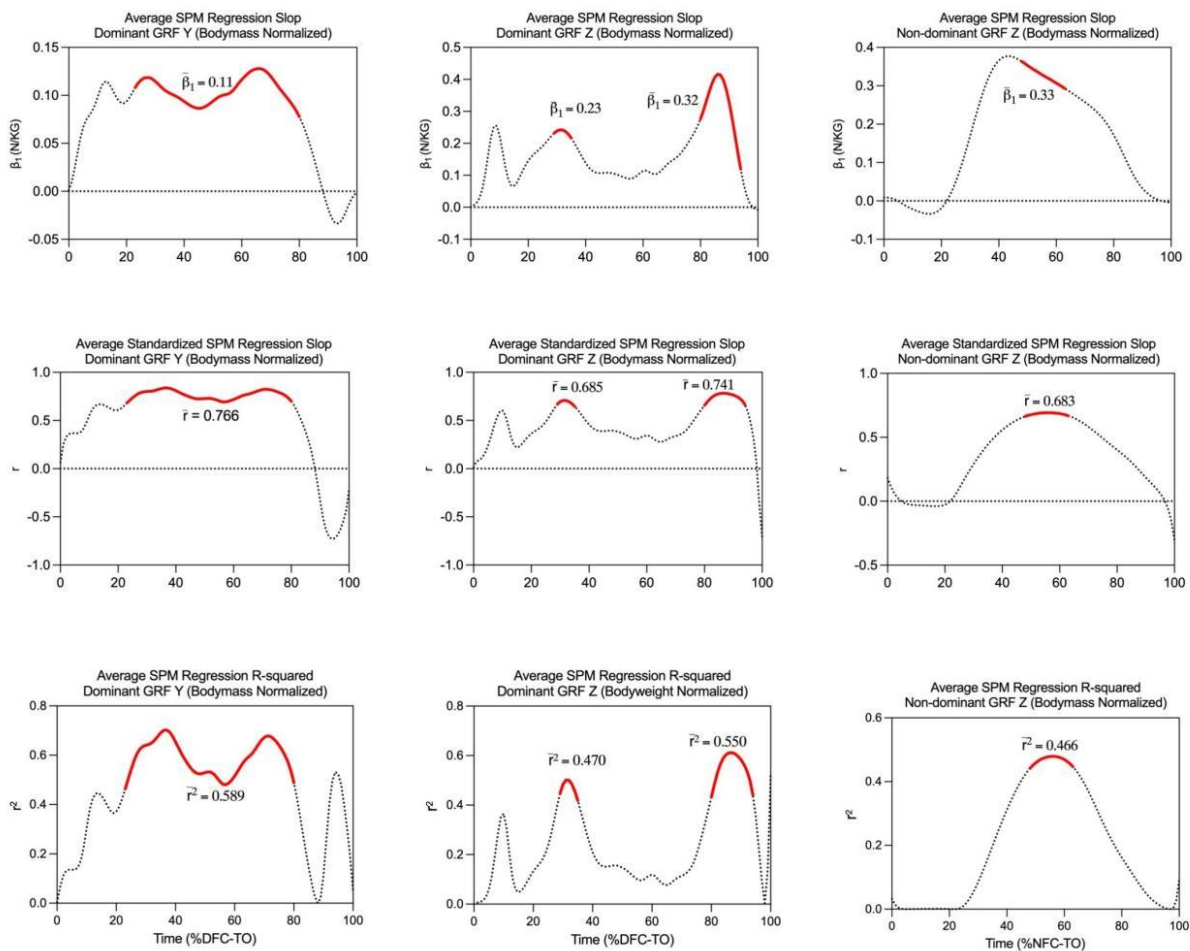 Average SPM Regression Slop
Dominant GRF Y (Bodymass Normalized)
0.15
0.10
0.05
0.00
-0.05
β₁ (N/KG)
β̄₁ = 0.11
0 20 40 60 80 100
Average SPM Regression Slop
Dominant GRF Z (Bodymass Normalized)
0.5
0.4
0.3
0.2
0.1
0.0
-0.1
β₁ (N/KG)
β̄₁ = 0.23
β̄₁ = 0.32
0 20 40 60 80 100
Average SPM Regression Slop
Non-dominant GRF Z (Bodymass Normalized)
0.4
0.3
0.2
0.1
0.0
-0.1
β₁ (N/KG)
β̄₁ = 0.33
0 20 40 60 80 100
Average Standardized SPM Regression Slop
Dominant GRF Y (Bodymass Normalized)
1.0
0.5
0.0
-0.5
-1.0
r
r̄ = 0.766
0 20 40 60 80 100
Average Standardized SPM Regression Slop
Dominant GRF Z (Bodymass Normalized)
1.0
0.5
0.0
-0.5
-1.0
r
r̄ = 0.685
r̄ = 0.741
0 20 40 60 80 100
Average Standardized SPM Regression Slop
Non-dominant GRF Z (Bodymass Normalized)
1.0
0.5
0.0
-0.5
r
r̄ = 0.683
0 20 40 60 80 100
Average SPM Regression R-squared
Dominant GRF Y (Bodymass Normalized)
0.8
0.6
0.4
0.2
0.0
r²
r̄² = 0.589
0 20 40 60 80 100
Time (%DFC-TO)
Average SPM Regression R-squared
Dominant GRF Z (Bodyweight Normalized)
0.8
0.6
0.4
0.2
0.0
r²
r̄² = 0.470
r̄² = 0.550
0 20 40 60 80 100
Time (%DFC-TO)
Average SPM Regression R-squared
Non-dominant GRF Z (Bodymass Normalized)
0.6
0.4
0.2
0.0
r²
r̄² = 0.466
0 20 40 60 80 100
Time (%NFC-TO)